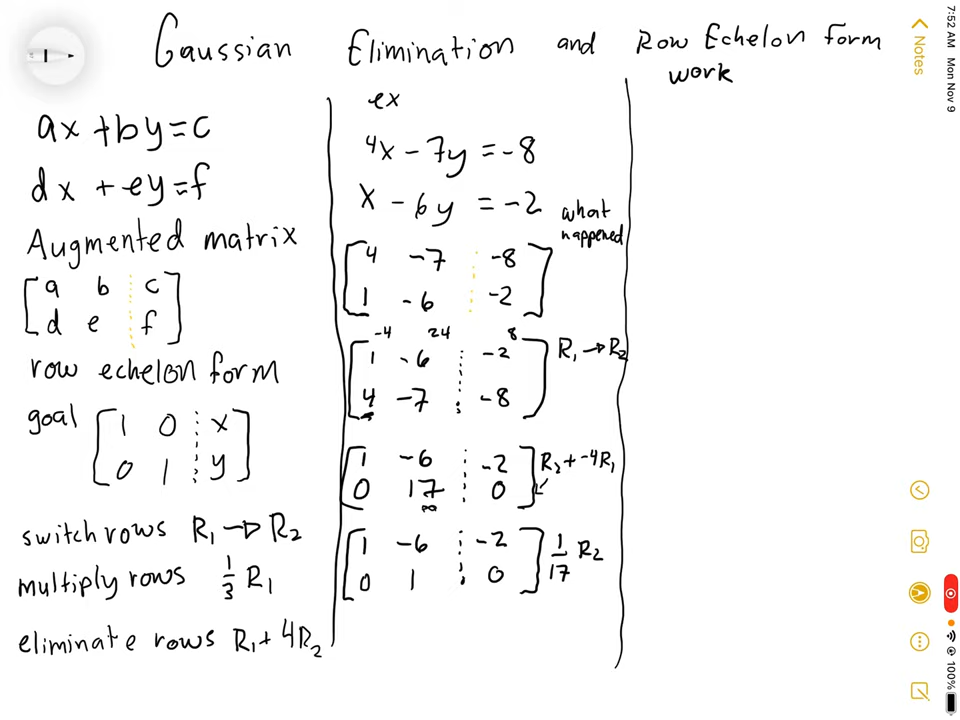 Gaussian Elimination and Row Echelon form
work
ax + by = c
dx + ey = f
Augmented matrix
a b c
d e f
row echelon form
goal
1 0 x
0 1 y
switch rows R₁ → R₂
multiply rows 1/3 R₁
eliminate rows R₁ + 4R₂
ex
4x - 7y = -8
x - 6y = -2
what
happened
4 -7 -8
1 -6 -2
-4 24 8
1 -6 -2 R₁ → R₂
4 -7 -8
1 -6 -2 R₂ + -4R₁
0 17 0
1 -6 -2 1/17 R₂
0 1 0
7:52 AM Mon Nov 9
< Notes
100%